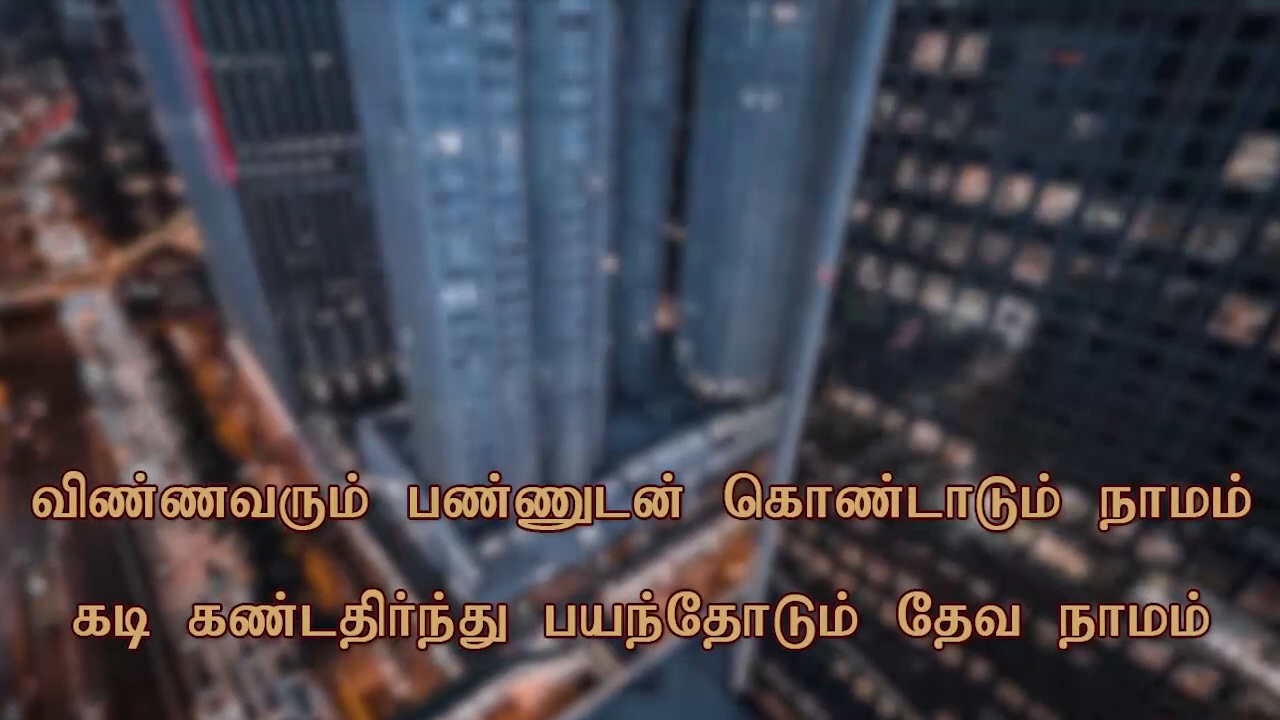 விண்ணவரும் பண்ணுடன் கொண்டாடும் நாமம்
கடி கண்டதிர்ந்து பயந்தோடும் தேவ நாமம்